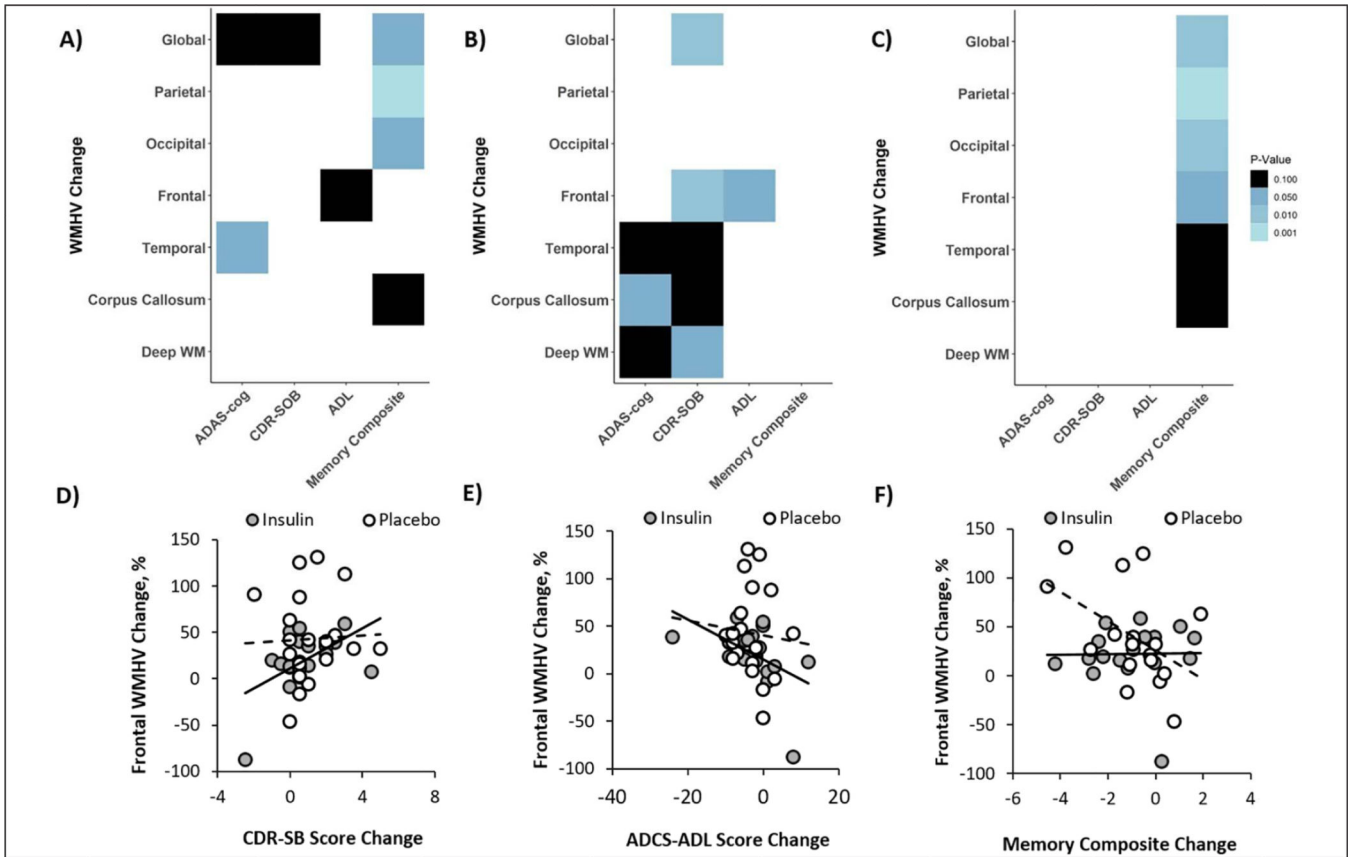 A)
Global
Parietal
Occipital
Frontal
Temporal
Corpus Callosum
Deep WM
WMHV Change
ADAS-cog
CDR-SOB
ADL
Memory Composite
B)
Global
Parietal
Occipital
Frontal
Temporal
Corpus Callosum
Deep WM
WMHV Change
ADAS-cog
CDR-SOB
ADL
Memory Composite
C)
Global
Parietal
Occipital
Frontal
Temporal
Corpus Callosum
Deep WM
WMHV Change
ADAS-cog
CDR-SOB
ADL
Memory Composite
P-Value
0.100
0.050
0.010
0.001
D)
Insulin Placebo
150
100
50
0
-50
-100
Frontal WMHV Change, %
-4 0 4 8
CDR-SB Score Change
E)
Insulin Placebo
150
100
50
0
-50
-100
Frontal WMHV Change, %
-40 -20 0 20
ADCS-ADL Score Change
F)
Insulin Placebo
150
100
50
0
-50
-100
Frontal WMHV Change, %
-6 -4 -2 0 2 4
Memory Composite Change